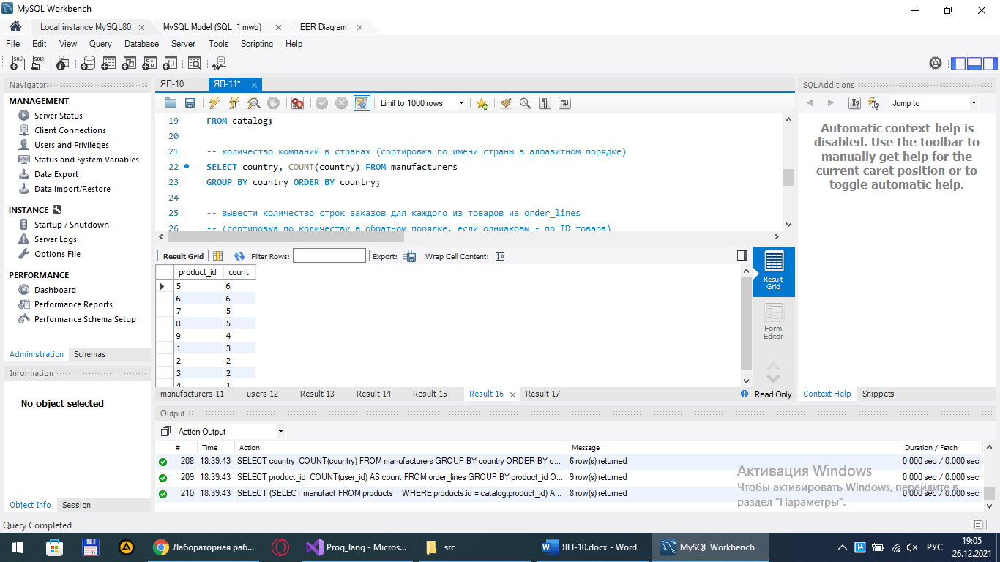 MySQL Workbench
Local instance MySQL80
MySQL Model (SQL_1.mwb)
EER Diagram
File Edit View Query Database Server Tools Scripting Help
Navigator
MANAGEMENT
Server Status
Client Connections
Users and Privileges
Status and System Variables
Data Export
Data Import/Restore
INSTANCE
Startup / Shutdown
Server Logs
Options File
PERFORMANCE
Dashboard
Performance Reports
Performance Schema Setup
Administration Schemas
Information
No object selected
Object Info Session
ЯП-10 ЯП-11*
Limit to 1000 rows
19 FROM catalog;
20
21 -- количество компаний в странах (сортировка по имени страны в алфавитном порядке)
22 SELECT country, COUNT(country) FROM manufacturers
23 GROUP BY country ORDER BY country;
24
25 -- вывести количество строк заказов для каждого из товаров из order_lines
26 -- (сортировка по количеству в обратном порядке, если одниаковы - по ID товара)
Result Grid Filter Rows: Export: Wrap Cell Content:
product_id count
5 6
6 6
7 5
8 5
9 4
1 3
2 2
3 2
4 1
Result Grid
Form Editor
manufacturers 11 users 12 Result 13 Result 14 Result 15 Result 16 Result 17
Read Only
SQLAdditions
Jump to
Automatic context help is
disabled. Use the toolbar to
manually get help for the
current caret position or to
toggle automatic help.
Context Help Snippets
Output
Action Output
# Time Action Message Duration / Fetch
208 18:39:43 SELECT country, COUNT(country) FROM manufacturers GROUP BY country ORDER BY c... 6 row(s) returned 0.000 sec / 0.000 sec
209 18:39:43 SELECT product_id, COUNT(user_id) AS count FROM order_lines GROUP BY product_id O... 9 row(s) returned 0.000 sec / 0.000 sec
210 18:39:43 SELECT (SELECT manufact FROM products WHERE products.id = catalog.product_id) A... 8 row(s) returned 0.000 sec / 0.000 sec
Активация Windows
Чтобы активировать Windows, перейдите в
раздел "Параметры".
Query Completed
Лабораторная раб...
Prog_lang - Micros...
src
ЯП-10.docx - Word
MySQL Workbench
РУС
19:05
26.12.2021